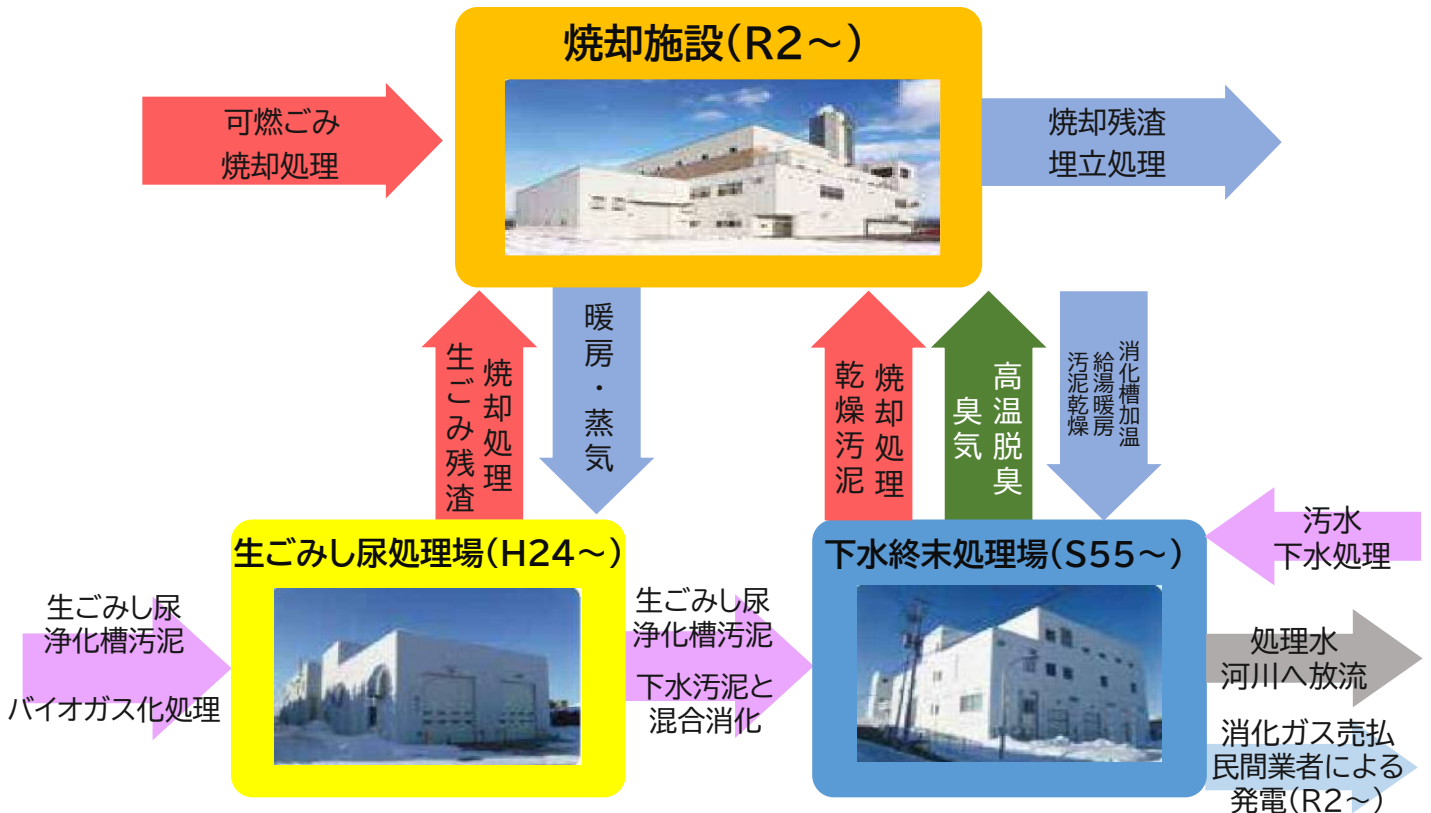 焼却施設(R2～)
可燃ごみ
焼却処理
焼却残渣
埋立処理
焼却処理
生ごみ残渣
暖房・蒸気
焼却処理
乾燥汚泥
高温脱臭
臭気
消化槽加温
給湯暖房
汚泥乾燥
生ごみし尿処理場(H24～)
下水終末処理場(S55～)
汚水
下水処理
生ごみし尿
浄化槽汚泥
バイオガス化処理
生ごみし尿
浄化槽汚泥
下水汚泥と
混合消化
処理水
河川へ放流
消化ガス売払
民間業者による
発電(R2～)